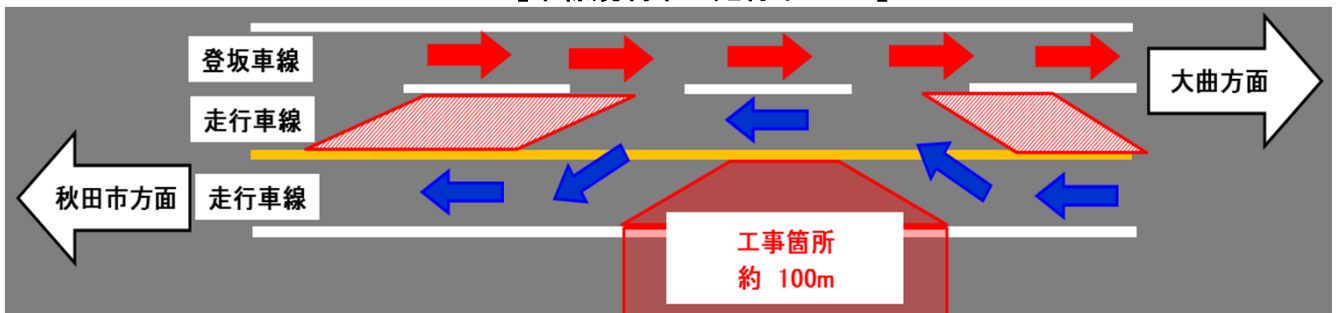 登坂車線
大曲方面
走行車線
秋田市方面
走行車線
工事箇所
約 100m